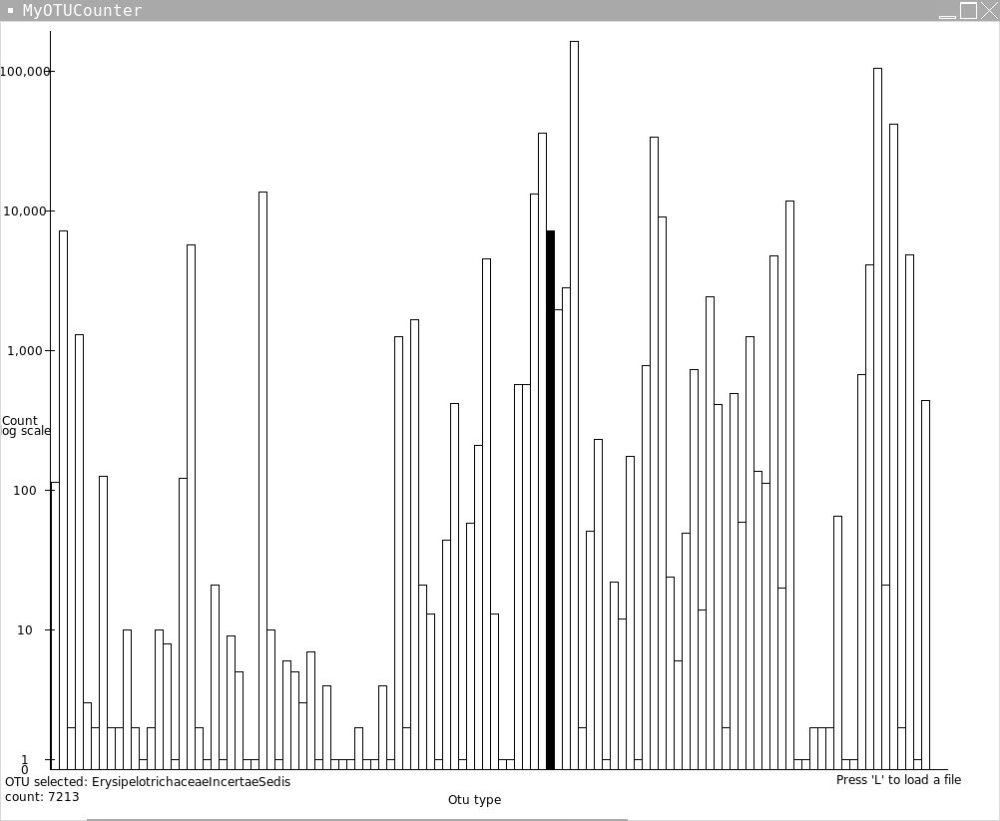 MyOTUCounter
100,000
10,000
1,000
Count
og scale
100
10
1
0
OTU selected: ErysipelotrichaceaeIncertaeSedis
Press 'L' to load a file
count: 7213
Otu type